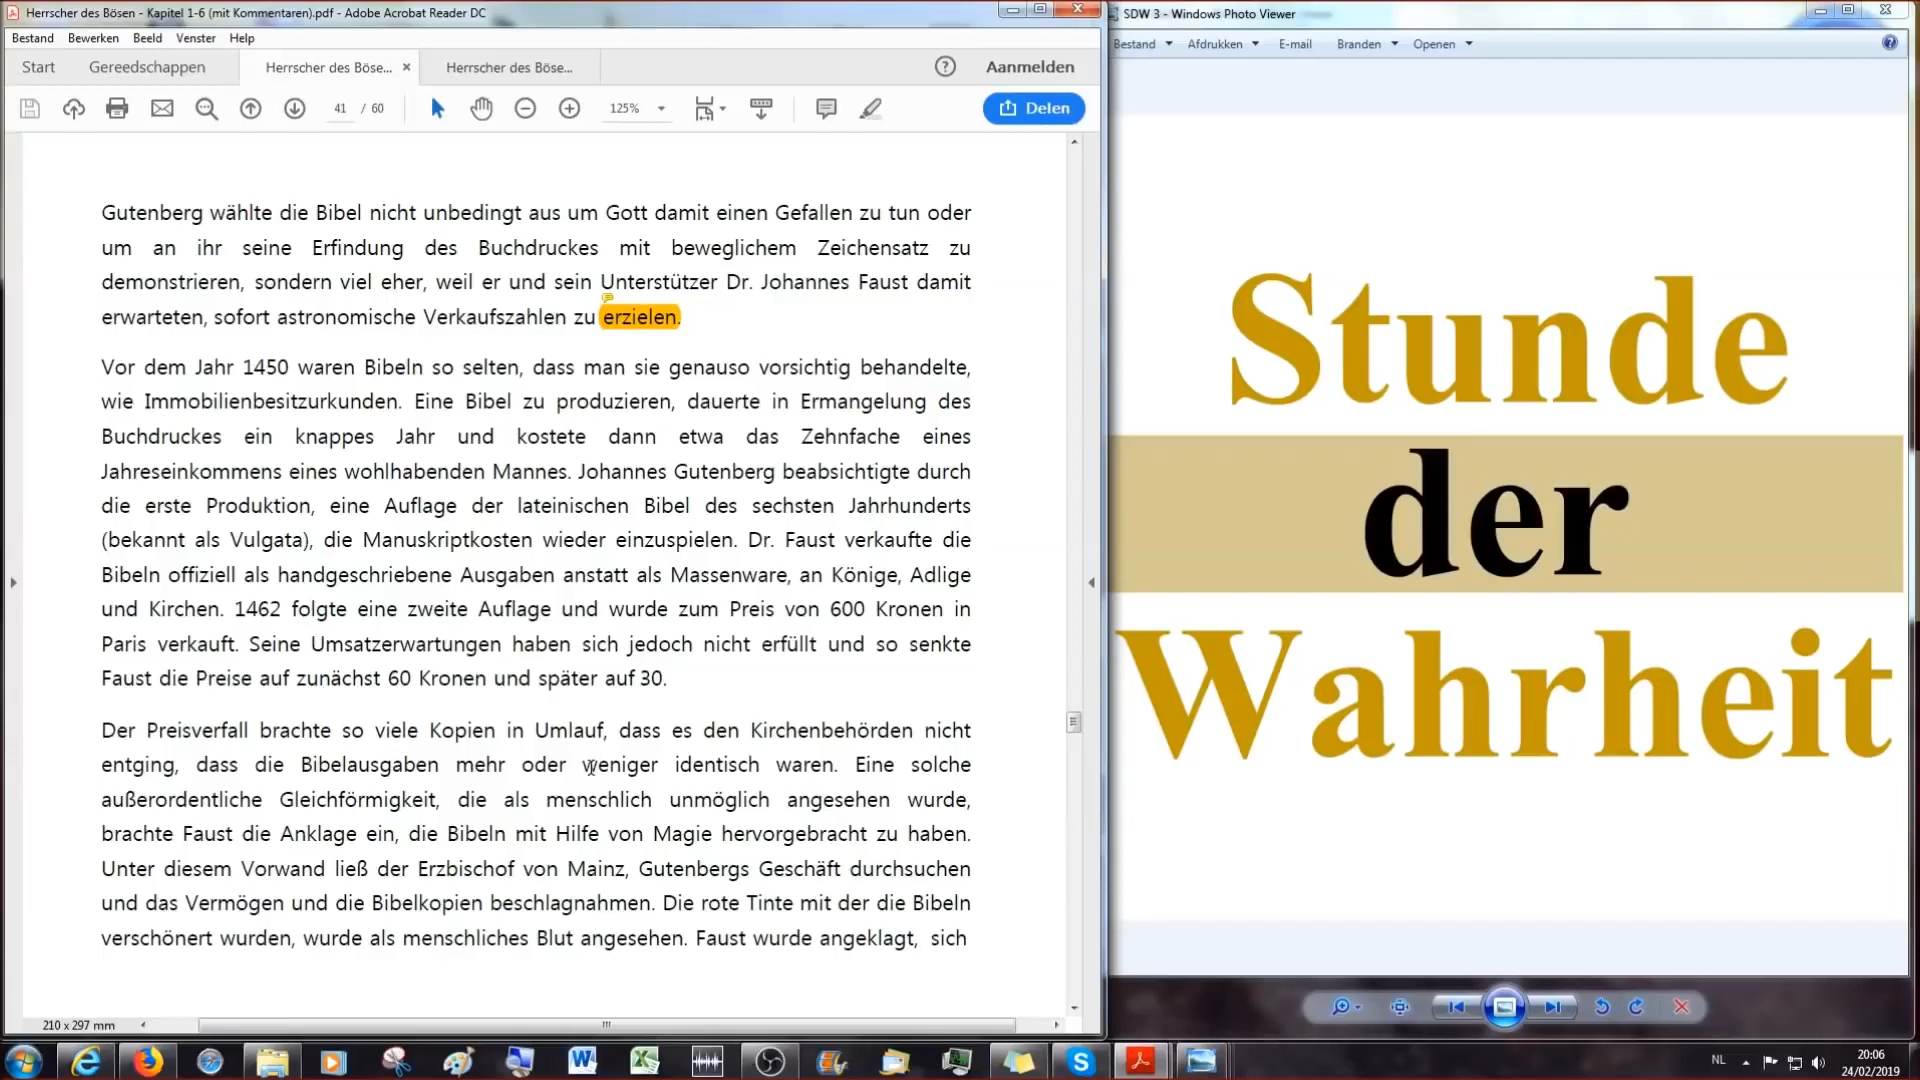 Herrscher des Bösen - Kapitel 1-6 (mit Kommentaren).pdf - Adobe Acrobat Reader DC
Bestand Bewerken Beeld Venster Help
Start Gereedschappen Herrscher des Böse... × Herrscher des Böse... Aanmelden
41 / 60 125% Delen
Gutenberg wählte die Bibel nicht unbedingt aus um Gott damit einen Gefallen zu tun oder
um an ihr seine Erfindung des Buchdruckes mit beweglichem Zeichensatz zu
demonstrieren, sondern viel eher, weil er und sein Unterstützer Dr. Johannes Faust damit
erwarteten, sofort astronomische Verkaufszahlen zu erzielen.
Vor dem Jahr 1450 waren Bibeln so selten, dass man sie genauso vorsichtig behandelte,
wie Immobilienbesitzurkunden. Eine Bibel zu produzieren, dauerte in Ermangelung des
Buchdruckes ein knappes Jahr und kostete dann etwa das Zehnfache eines
Jahreseinkommens eines wohlhabenden Mannes. Johannes Gutenberg beabsichtigte durch
die erste Produktion, eine Auflage der lateinischen Bibel des sechsten Jahrhunderts
(bekannt als Vulgata), die Manuskriptkosten wieder einzuspielen. Dr. Faust verkaufte die
Bibeln offiziell als handgeschriebene Ausgaben anstatt als Massenware, an Könige, Adlige
und Kirchen. 1462 folgte eine zweite Auflage und wurde zum Preis von 600 Kronen in
Paris verkauft. Seine Umsatzerwartungen haben sich jedoch nicht erfüllt und so senkte
Faust die Preise auf zunächst 60 Kronen und später auf 30.
Der Preisverfall brachte so viele Kopien in Umlauf, dass es den Kirchenbehörden nicht
entging, dass die Bibelausgaben mehr oder weniger identisch waren. Eine solche
außerordentliche Gleichförmigkeit, die als menschlich unmöglich angesehen wurde,
brachte Faust die Anklage ein, die Bibeln mit Hilfe von Magie hervorgebracht zu haben.
Unter diesem Vorwand ließ der Erzbischof von Mainz, Gutenbergs Geschäft durchsuchen
und das Vermögen und die Bibelkopien beschlagnahmen. Die rote Tinte mit der die Bibeln
verschönert wurden, wurde als menschliches Blut angesehen. Faust wurde angeklagt, sich
210 x 297 mm
SDW 3 - Windows Photo Viewer
Bestand Afdrukken E-mail Branden Openen
Stunde
der
Wahrheit
NL
20:06
24/02/2019